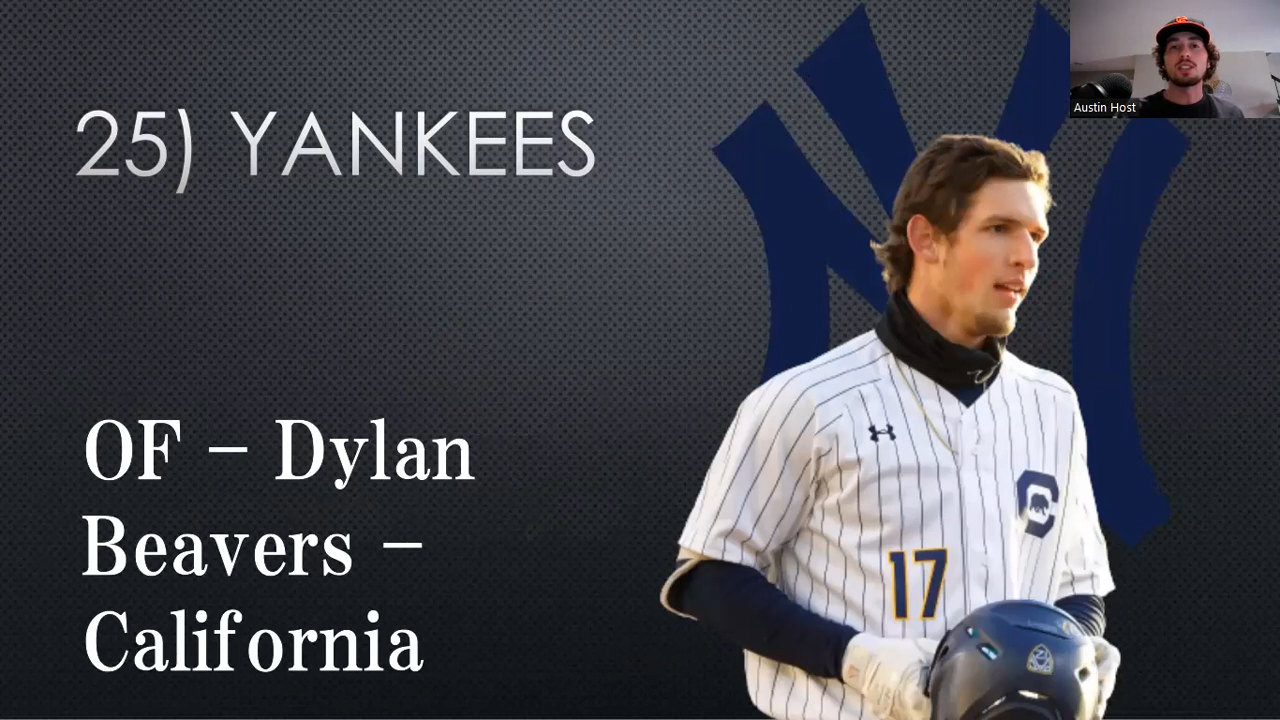 25) YANKEES
Austin Host
OF – Dylan
Beavers –
California
17